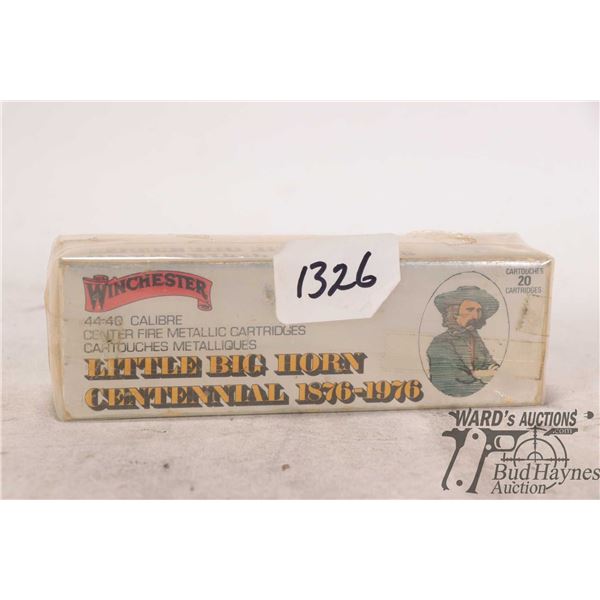 1326
WINCHESTER
44-40 CALIBRE
CENTER FIRE METALLIC CARTRIDGES
CARTOUCHES METALLIQUES
LITTLE BIG HORN
CENTENNIAL 1876-1976
CARTOUCHES
20
CARTRIDGES
WARD's AUCTIONS
.com
Bud Haynes
Auction